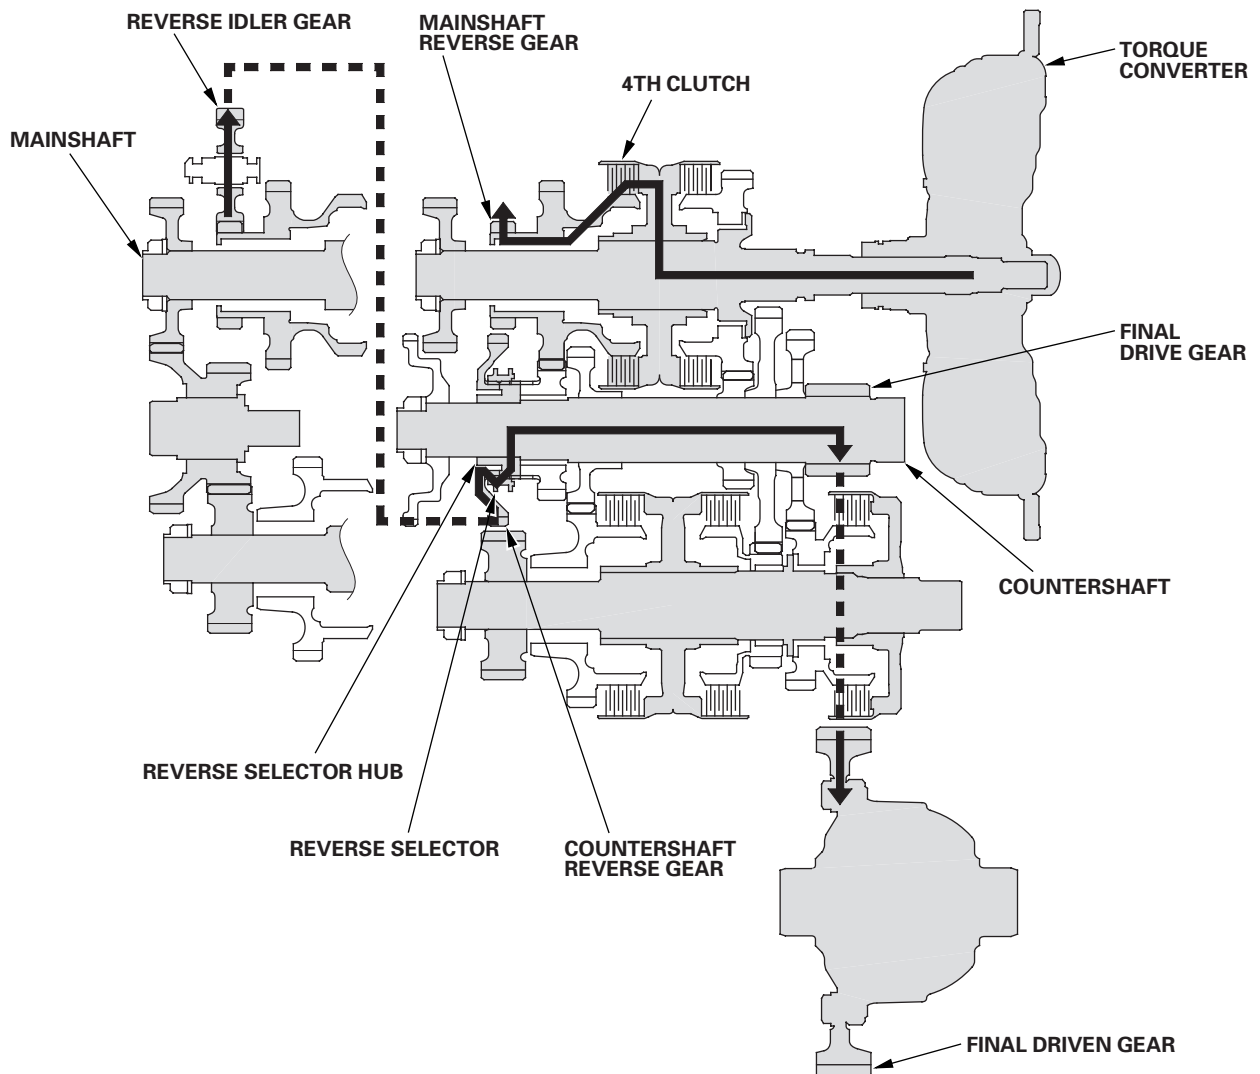 REVERSE IDLER GEAR
MAINSHAFT
REVERSE GEAR
TORQUE
CONVERTER
4TH CLUTCH
MAINSHAFT
FINAL
DRIVE GEAR
COUNTERSHAFT
REVERSE SELECTOR HUB
REVERSE SELECTOR
COUNTERSHAFT
REVERSE GEAR
FINAL DRIVEN GEAR